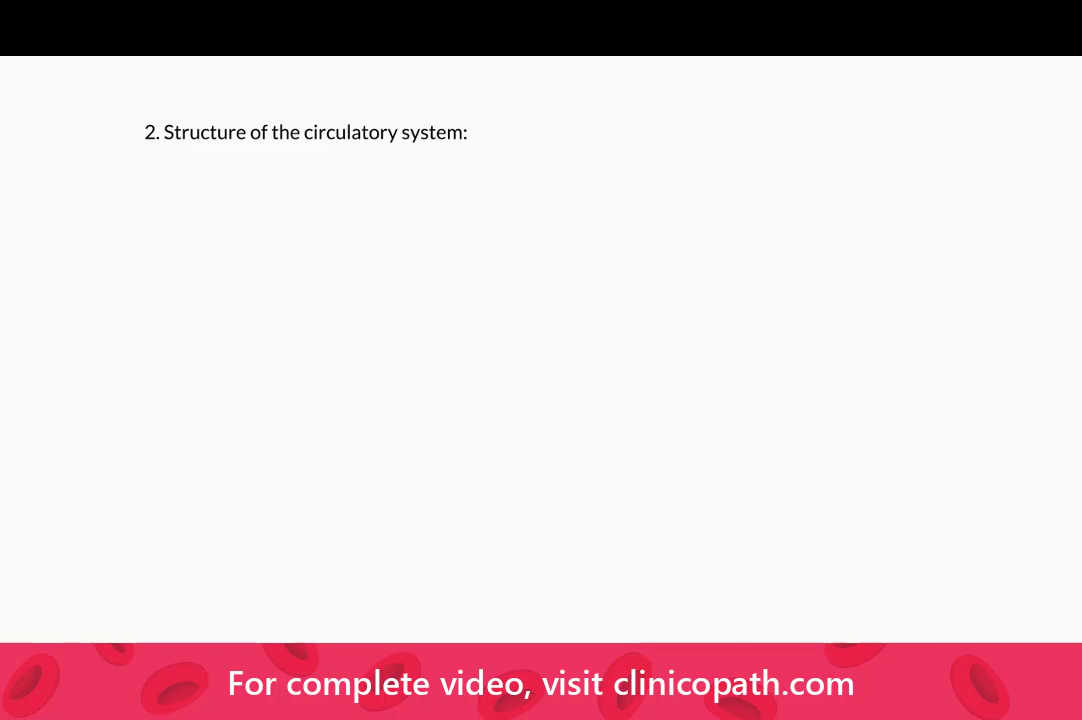 2. Structure of the circulatory system:
For complete video, visit clinicopath.com